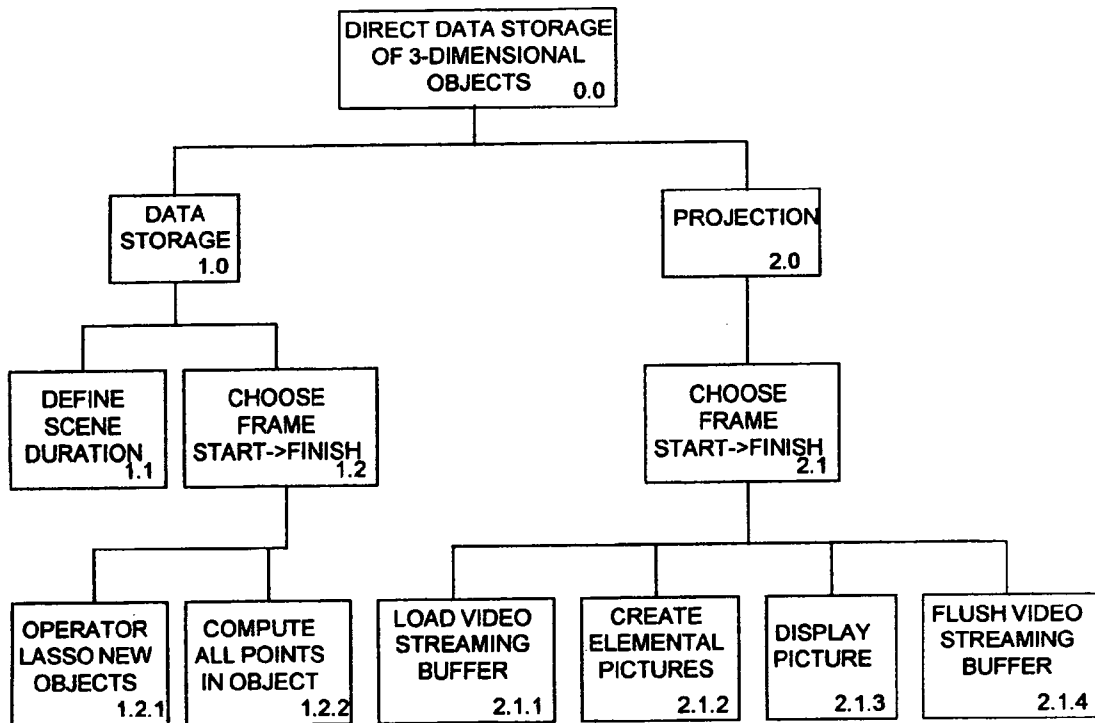 DIRECT DATA STORAGE
OF 3-DIMENSIONAL
OBJECTS
0.0
DATA
STORAGE
1.0
PROJECTION
2.0
DEFINE
SCENE
DURATION
1.1
CHOOSE
FRAME
START->FINISH
1.2
CHOOSE
FRAME
START->FINISH
2.1
OPERATOR
LASSO NEW
OBJECTS
1.2.1
COMPUTE
ALL POINTS
IN OBJECT
1.2.2
LOAD VIDEO
STREAMING
BUFFER
2.1.1
CREATE
ELEMENTAL
PICTURES
2.1.2
DISPLAY
PICTURE
2.1.3
FLUSH VIDEO
STREAMING
BUFFER
2.1.4